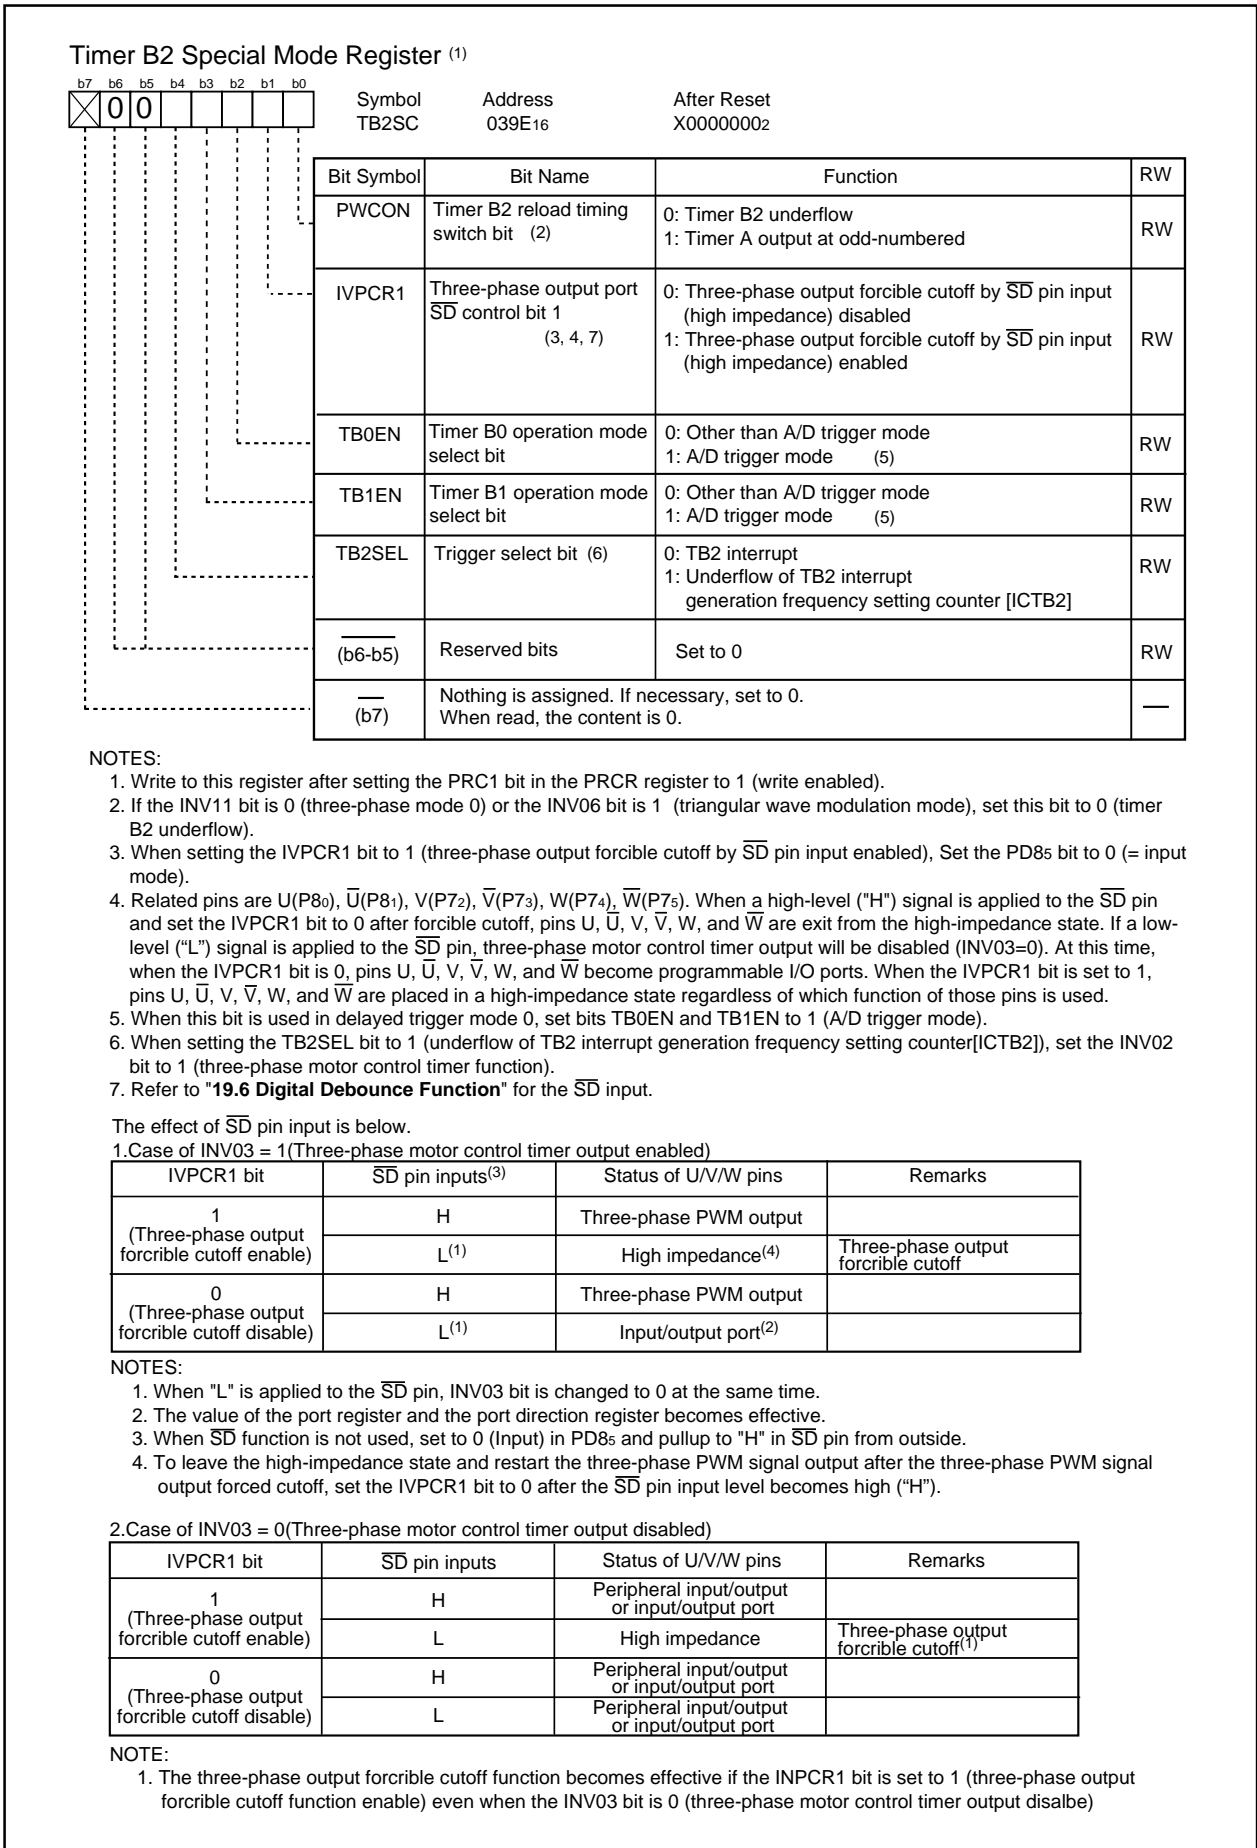 Timer B2 Special Mode Register (1)
b7 b6 b5 b4 b3 b2 b1 b0
0 0
Symbol Address After Reset
TB2SC 039E16 X00000002
Bit Symbol Bit Name Function RW
PWCON Timer B2 reload timing switch bit (2) 0: Timer B2 underflow
1: Timer A output at odd-numbered RW
IVPCR1 Three-phase output port S̅D̅ control bit 1 (3, 4, 7) 0: Three-phase output forcible cutoff by S̅D̅ pin input
(high impedance) disabled
1: Three-phase output forcible cutoff by S̅D̅ pin input
(high impedance) enabled RW
TB0EN Timer B0 operation mode select bit 0: Other than A/D trigger mode
1: A/D trigger mode (5) RW
TB1EN Timer B1 operation mode select bit 0: Other than A/D trigger mode
1: A/D trigger mode (5) RW
TB2SEL Trigger select bit (6) 0: TB2 interrupt
1: Underflow of TB2 interrupt
generation frequency setting counter [ICTB2] RW
(b6-b5) Reserved bits Set to 0 RW
(b7) Nothing is assigned. If necessary, set to 0.
When read, the content is 0. —
NOTES:
1. Write to this register after setting the PRC1 bit in the PRCR register to 1 (write enabled).
2. If the INV11 bit is 0 (three-phase mode 0) or the INV06 bit is 1 (triangular wave modulation mode), set this bit to 0 (timer
B2 underflow).
3. When setting the IVPCR1 bit to 1 (three-phase output forcible cutoff by S̅D̅ pin input enabled), Set the PD85 bit to 0 (= input
mode).
4. Related pins are U(P80), U̅(P81), V(P72), V̅(P73), W(P74), W̅(P75). When a high-level ("H") signal is applied to the S̅D̅ pin
and set the IVPCR1 bit to 0 after forcible cutoff, pins U, U̅, V, V̅, W, and W̅ are exit from the high-impedance state. If a low-
level (“L”) signal is applied to the S̅D̅ pin, three-phase motor control timer output will be disabled (INV03=0). At this time,
when the IVPCR1 bit is 0, pins U, U̅, V, V̅, W, and W̅ become programmable I/O ports. When the IVPCR1 bit is set to 1,
pins U, U̅, V, V̅, W, and W̅ are placed in a high-impedance state regardless of which function of those pins is used.
5. When this bit is used in delayed trigger mode 0, set bits TB0EN and TB1EN to 1 (A/D trigger mode).
6. When setting the TB2SEL bit to 1 (underflow of TB2 interrupt generation frequency setting counter[ICTB2]), set the INV02
bit to 1 (three-phase motor control timer function).
7. Refer to "19.6 Digital Debounce Function" for the S̅D̅ input.
The effect of S̅D̅ pin input is below.
1.Case of INV03 = 1(Three-phase motor control timer output enabled)
IVPCR1 bit S̅D̅ pin inputs(3) Status of U/V/W pins Remarks
1
(Three-phase output
forcrible cutoff enable)
H Three-phase PWM output
L(1) High impedance(4) Three-phase output forcrible cutoff
0
(Three-phase output
forcrible cutoff disable)
H Three-phase PWM output
L(1) Input/output port(2)
NOTES:
1. When "L" is applied to the S̅D̅ pin, INV03 bit is changed to 0 at the same time.
2. The value of the port register and the port direction register becomes effective.
3. When S̅D̅ function is not used, set to 0 (Input) in PD85 and pullup to "H" in S̅D̅ pin from outside.
4. To leave the high-impedance state and restart the three-phase PWM signal output after the three-phase PWM signal
output forced cutoff, set the IVPCR1 bit to 0 after the S̅D̅ pin input level becomes high (“H”).
2.Case of INV03 = 0(Three-phase motor control timer output disabled)
IVPCR1 bit S̅D̅ pin inputs Status of U/V/W pins Remarks
1
(Three-phase output
forcrible cutoff enable)
H Peripheral input/output or input/output port
L High impedance Three-phase output forcrible cutoff(1)
0
(Three-phase output
forcrible cutoff disable)
H Peripheral input/output or input/output port
L Peripheral input/output or input/output port
NOTE:
1. The three-phase output forcrible cutoff function becomes effective if the INPCR1 bit is set to 1 (three-phase output
forcrible cutoff function enable) even when the INV03 bit is 0 (three-phase motor control timer output disalbe)